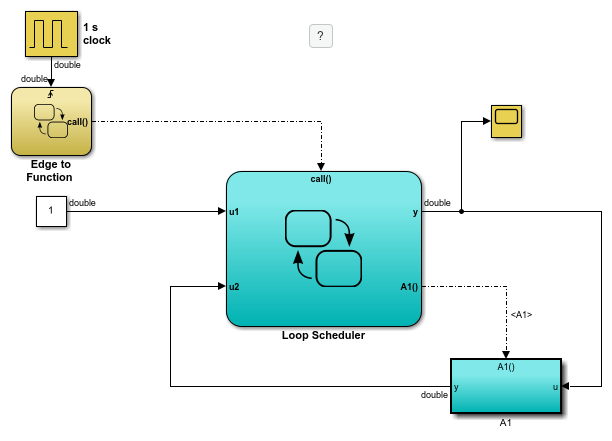 1 s
clock
?
double
double
call()
Edge to
Function
call()
1
double
u1
y
double
u2
A1()
Loop Scheduler
<A1>
A1()
y
u
double
A1